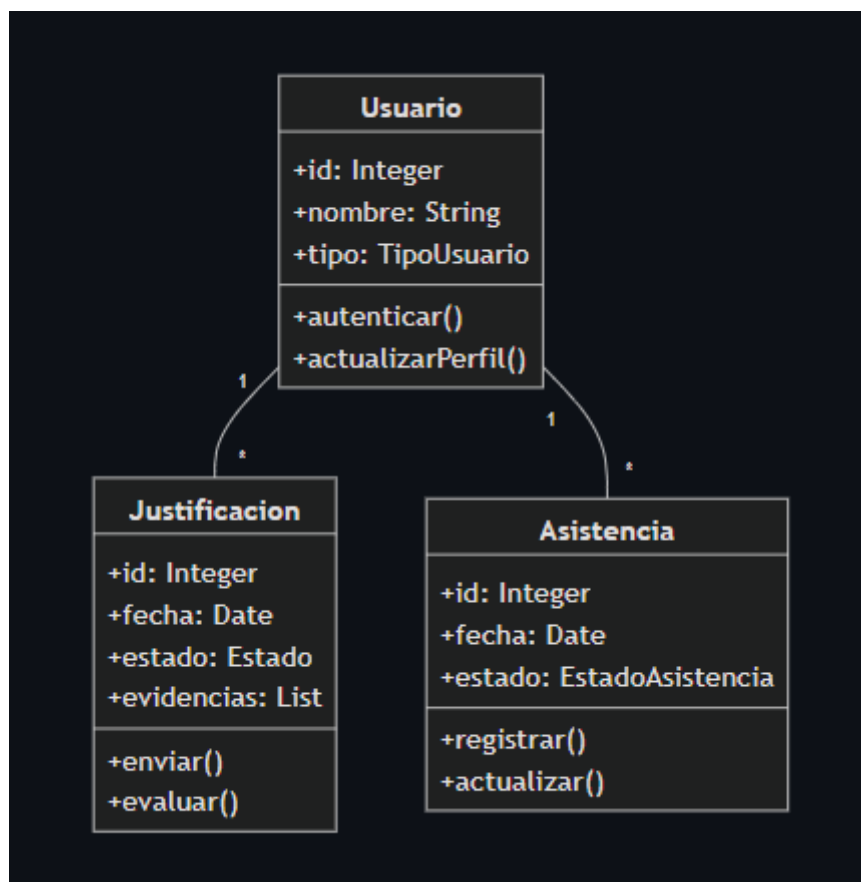 Usuario
+id: Integer
+nombre: String
+tipo: TipoUsuario
+autenticar()
+actualizarPerfil()
1
1
*
*
Justificacion
+id: Integer
+fecha: Date
+estado: Estado
+evidencias: List
+enviar()
+evaluar()
Asistencia
+id: Integer
+fecha: Date
+estado: EstadoAsistencia
+registrar()
+actualizar()